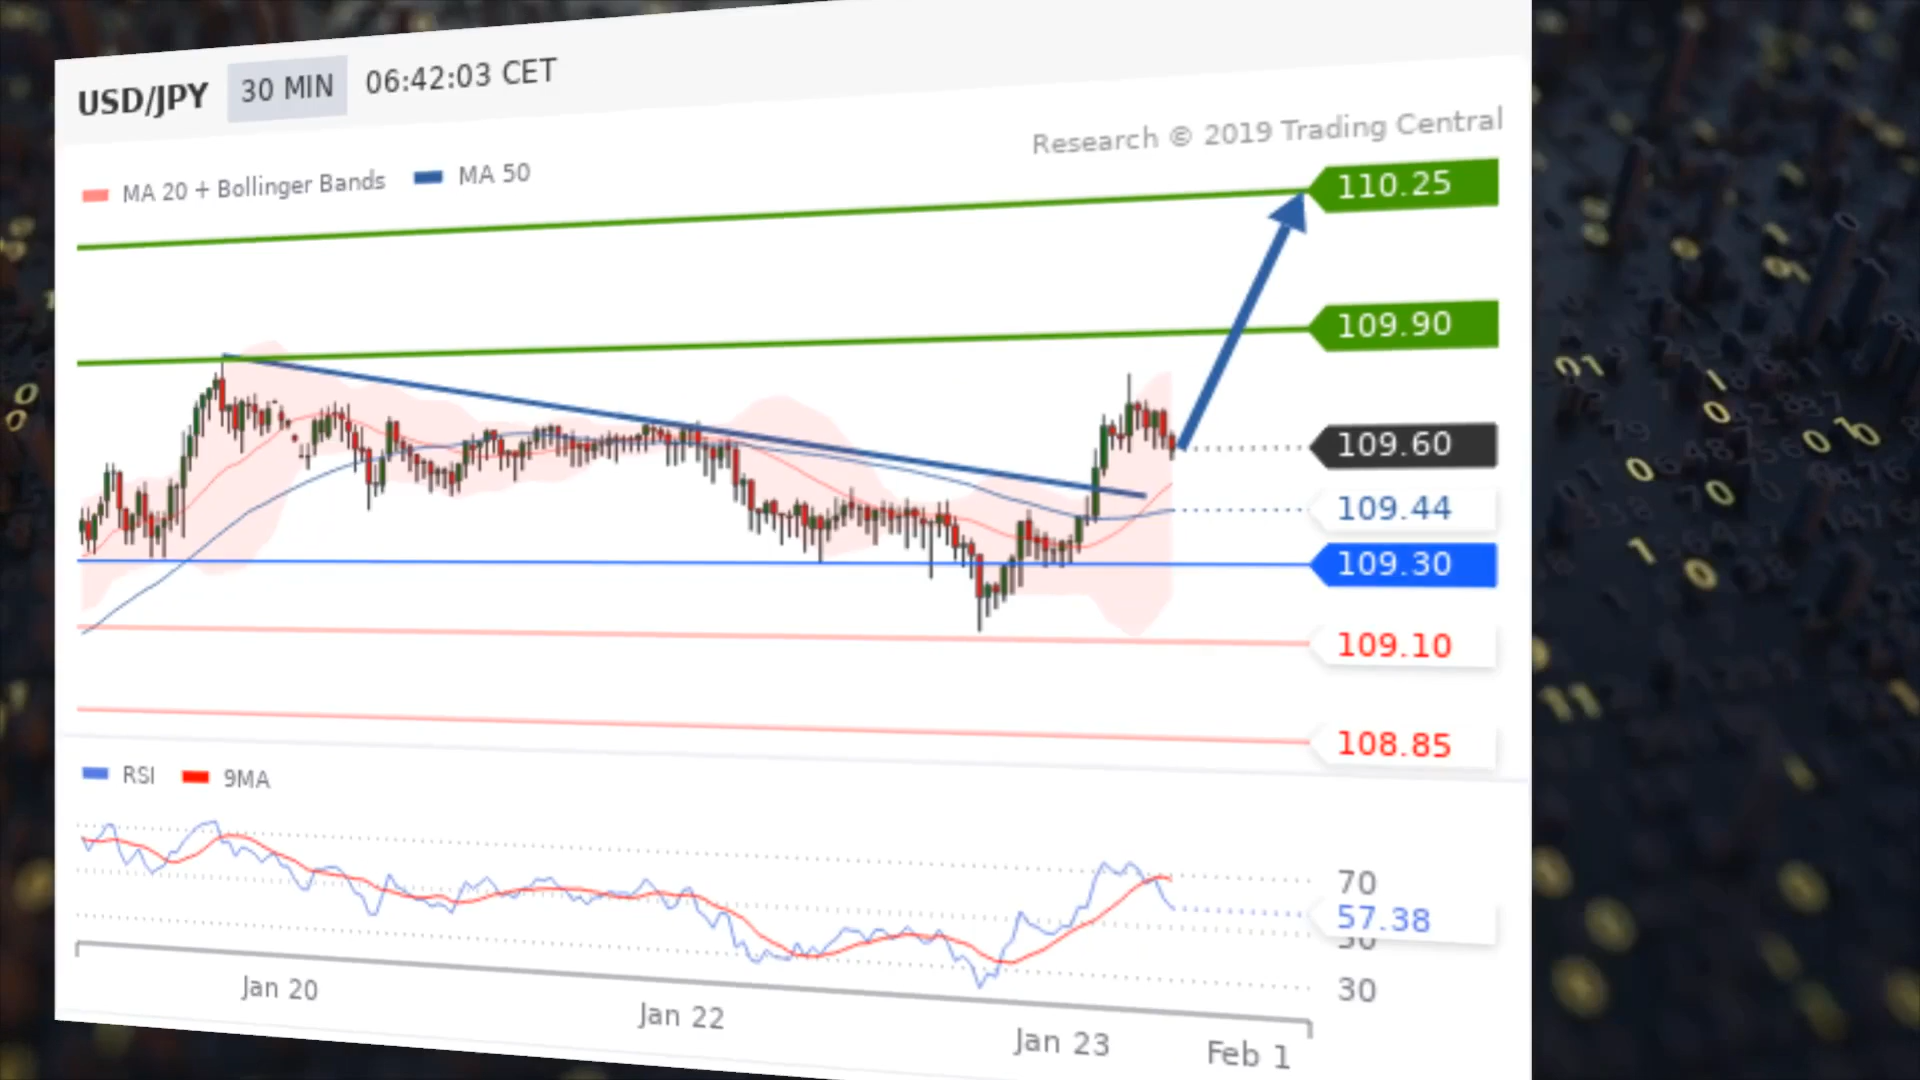 USD/JPY 30 MIN 06:42:03 CET
Research © 2019 Trading Central
MA 20 + Bollinger Bands MA 50
110.25
109.90
109.60
109.44
109.30
109.10
108.85
RSI 9MA
70
57.38
30
Jan 20 Jan 22 Jan 23 Feb 1